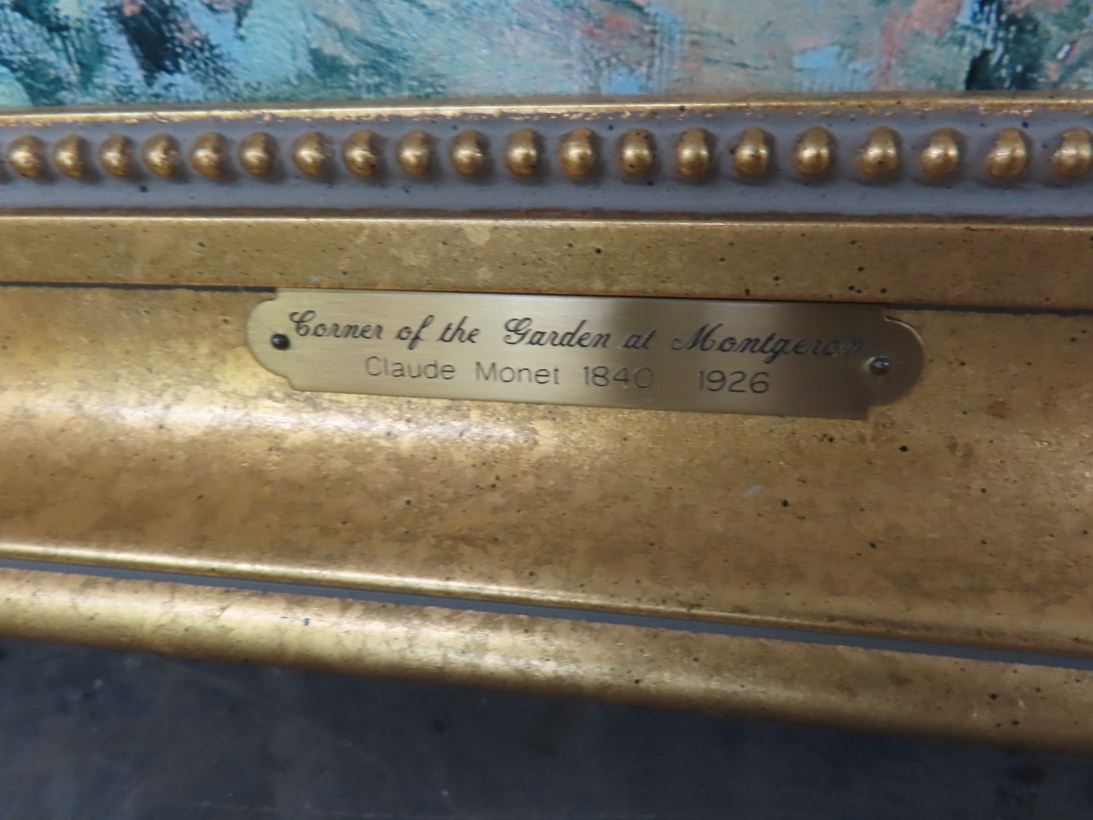 Corner of the Garden at Montgeron
Claude Monet 1840 1926